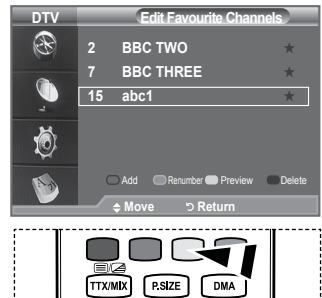 DTV
Edit Favourite Channels
2 BBC TWO ★
7 BBC THREE ★
15 abc1 ★
Add Renumber Preview Delete
Move Return
TTX/MIX P.SIZE DMA